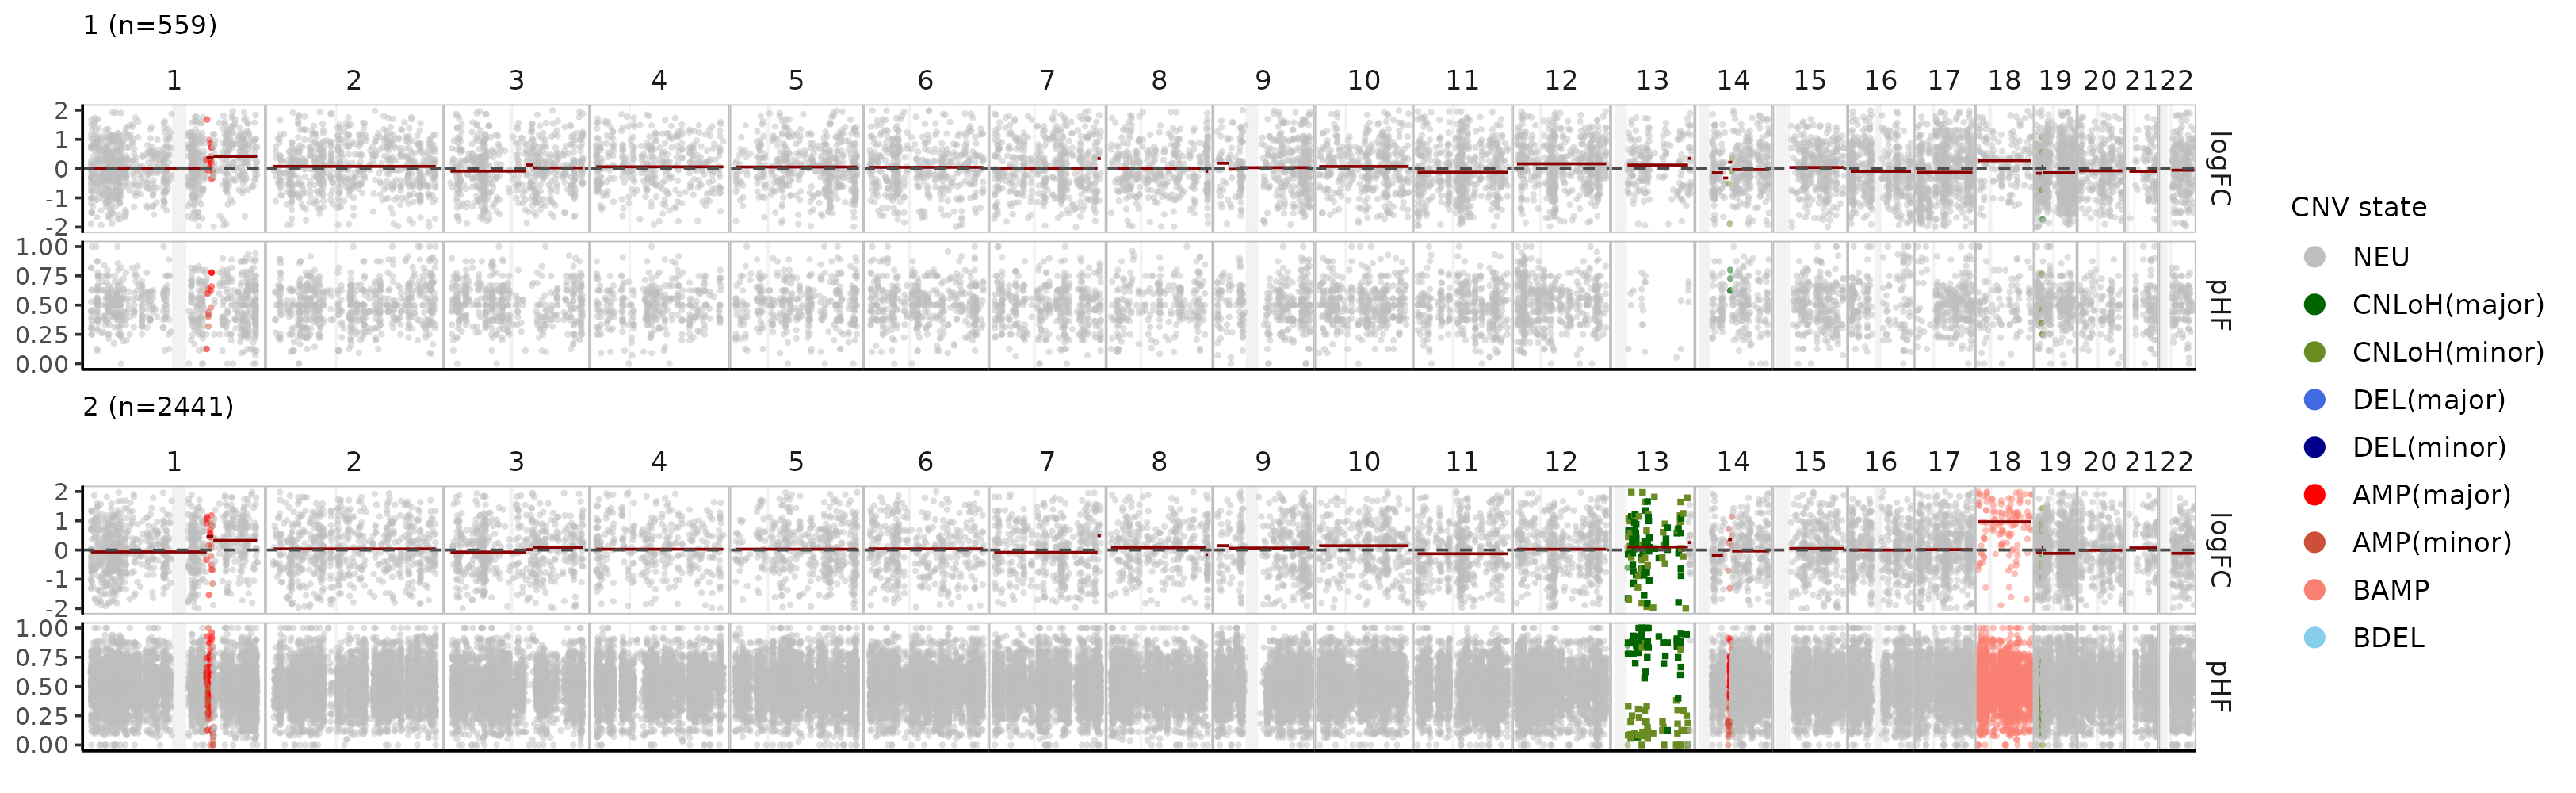 1 (n=559)
1 2 3 4 5 6 7 8 9 10 11 12 13 14 15 16 17 18 19 20 21 22
2
1
0
-1
-2
logFC
1.00
0.75
0.50
0.25
0.00
pHF
2 (n=2441)
1 2 3 4 5 6 7 8 9 10 11 12 13 14 15 16 17 18 19 20 21 22
2
1
0
-1
-2
logFC
1.00
0.75
0.50
0.25
0.00
pHF
CNV state
NEU
CNLoH(major)
CNLoH(minor)
DEL(major)
DEL(minor)
AMP(major)
AMP(minor)
BAMP
BDEL